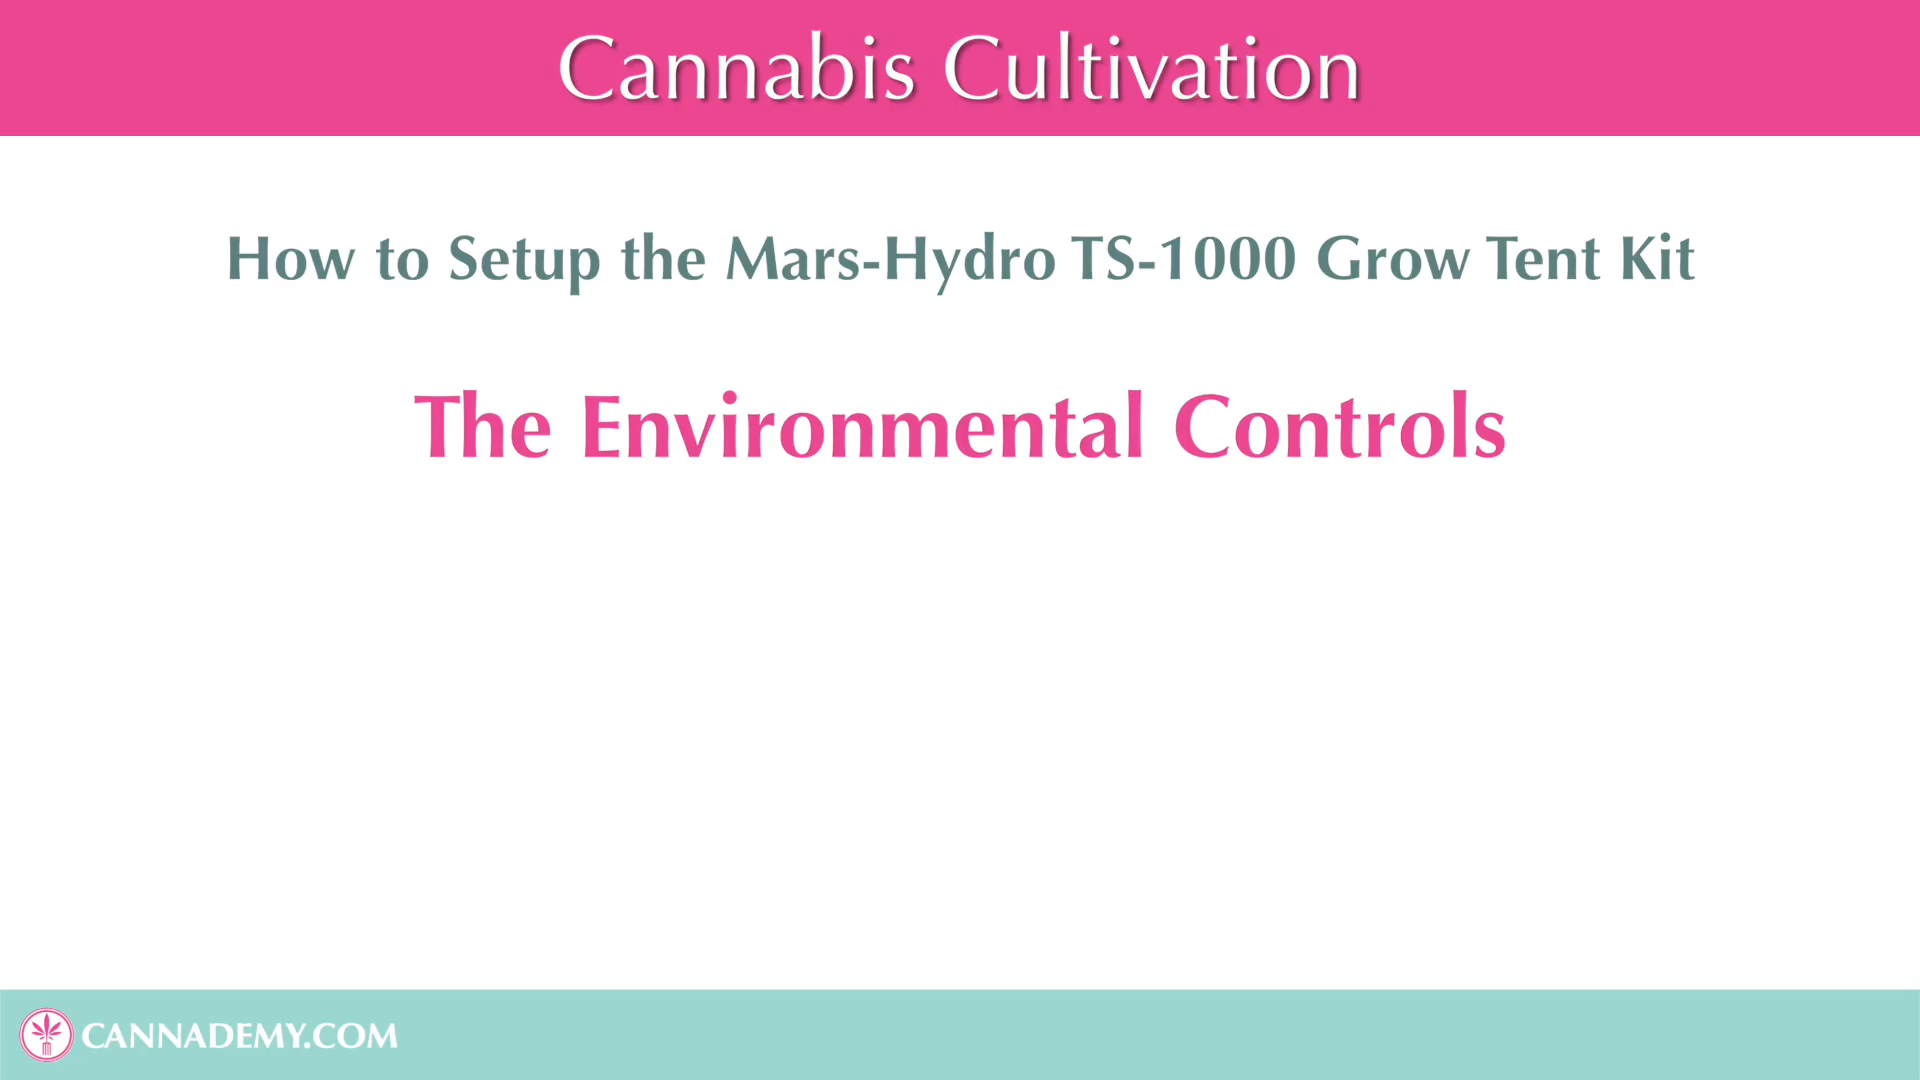 Cannabis Cultivation
How to Setup the Mars-Hydro TS-1000 Grow Tent Kit
The Environmental Controls
CANNADEMY.COM